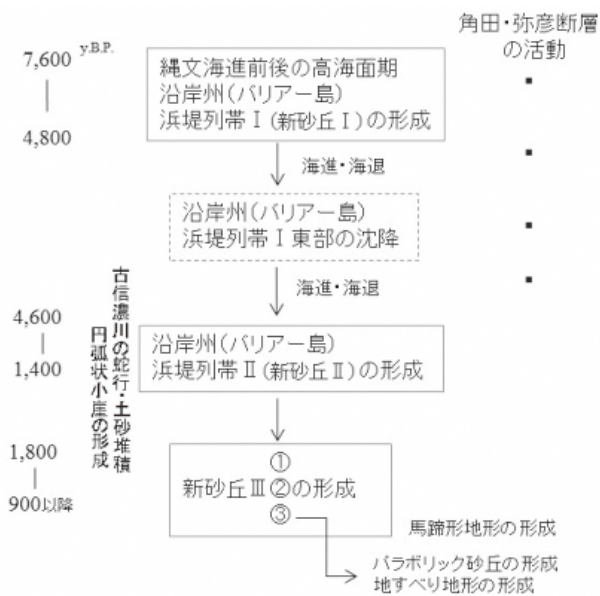 角田・弥彦断層
の活動
y.B.P.
7,600
|
4,800
縄文海進前後の高海面期
沿岸州(バリアー島)
浜堤列帯Ⅰ(新砂丘Ⅰ)の形成
海進・海退
沿岸州(バリアー島)
浜堤列帯Ⅰ東部の沈降
海進・海退
古信濃川の蛇行・土砂堆積
円弧状小崖の形成
4,600
|
1,400
沿岸州(バリアー島)
浜堤列帯Ⅱ(新砂丘Ⅱ)の形成
1,800
|
900以降
①
新砂丘Ⅲ②の形成
③
馬蹄形地形の形成
パラボリック砂丘の形成
地すべり地形の形成